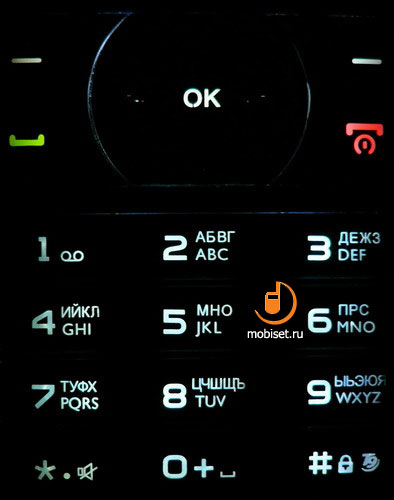 OK
1
2 АБВГ ABC
3 ДЕЖЗ DEF
4 ИЙКЛ GHI
5 МНО JKL
6 ПРС MNO
mobiset.ru
7 ТУФХ PQRS
8 ЦЧШЩЪ TUV
9 ЫЬЭЮЯ WXYZ
* .
0 +
# T9